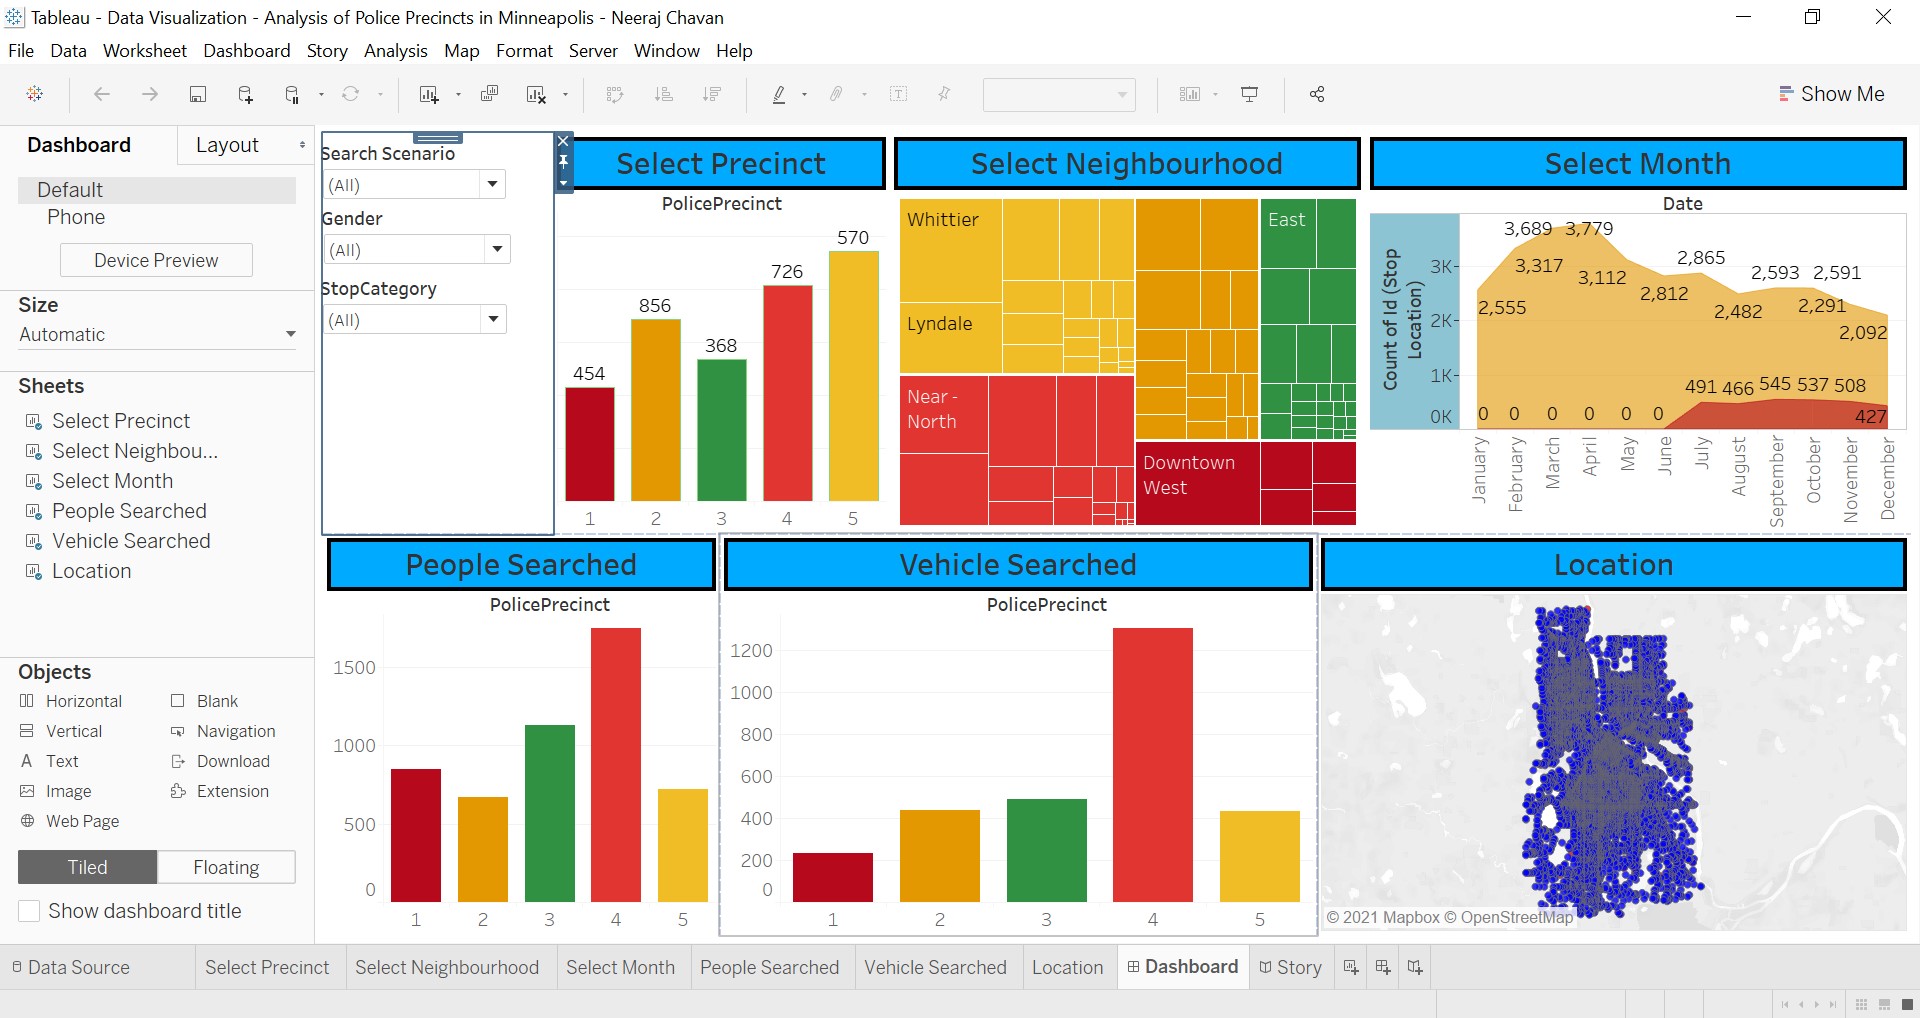 Tableau - Data Visualization - Analysis of Police Precincts in Minneapolis - Neeraj Chavan
File Data Worksheet Dashboard Story Analysis Map Format Server Window Help
Show Me
Dashboard Layout
Default
Phone
Device Preview
Size
Automatic
Sheets
Select Precinct
Select Neighbou...
Select Month
People Searched
Vehicle Searched
Location
Objects
Horizontal Blank
Vertical Navigation
Text Download
Image Extension
Web Page
Tiled Floating
Show dashboard title
Search Scenario
(All)
Gender
(All)
StopCategory
(All)
Select Precinct
PolicePrecinct
570
726
856
368
454
1 2 3 4 5
Select Neighbourhood
Whittier
Lyndale
Near -
North
East
Downtown
West
Select Month
Date
Count of Id (Stop
Location)
3K
2K
1K
0K
3,689 3,779
3,317
2,865
3,112
2,593 2,591
2,812
2,555
2,482
2,291
2,092
491 466 545 537 508
0 0 0 0 0 0
427
January
February
March
April
May
June
July
August
September
October
November
December
People Searched
PolicePrecinct
1500
1000
500
0
1 2 3 4 5
Vehicle Searched
PolicePrecinct
1200
1000
800
600
400
200
0
1 2 3 4 5
Location
© 2021 Mapbox © OpenStreetMap
Data Source Select Precinct Select Neighbourhood Select Month People Searched Vehicle Searched Location Dashboard Story